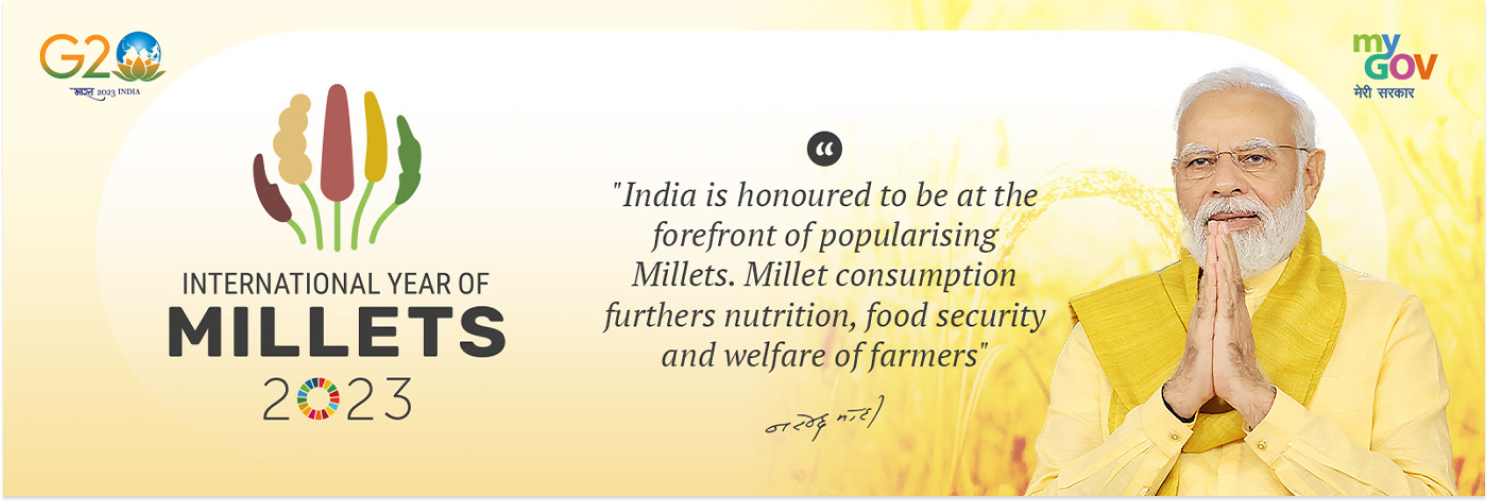 G20
भारत 2023 INDIA
my
GOV
मेरी सरकार
INTERNATIONAL YEAR OF
MILLETS
2023
“
"India is honoured to be at the
forefront of popularising
Millets. Millet consumption
furthers nutrition, food security
and welfare of farmers"
नरेन्द्र मोदी